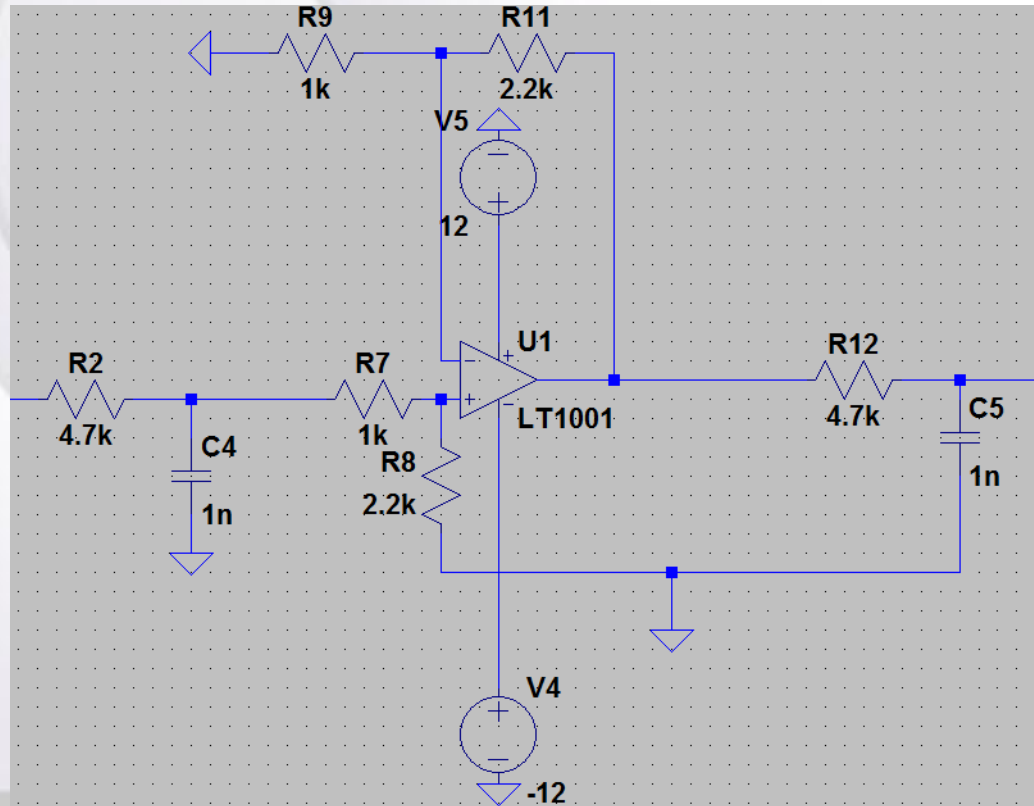 R9
R11
1k
2.2k
V5
12
U1
R2
R7
R12
4.7k
1k
LT1001
4.7k
C4
R8
C5
1n
2.2k
1n
V4
-12